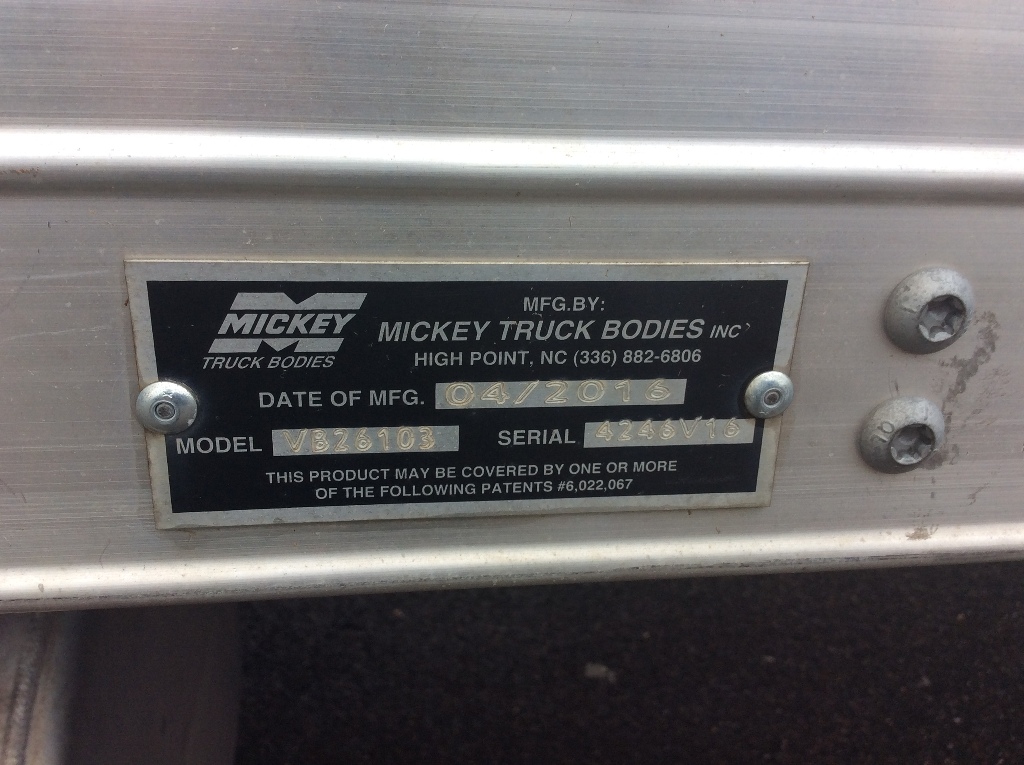 MICKEY
TRUCK BODIES
MFG.BY:
MICKEY TRUCK BODIES INC
HIGH POINT, NC (336) 882-6806
DATE OF MFG. 04/2016
MODEL VB26103 SERIAL 4246V16
THIS PRODUCT MAY BE COVERED BY ONE OR MORE
OF THE FOLLOWING PATENTS #6,022,067
10